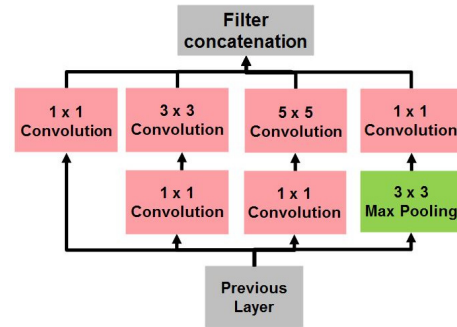 Filter
concatenation
1 x 1
Convolution
3 x 3
Convolution
5 x 5
Convolution
1 x 1
Convolution
1 x 1
Convolution
1 x 1
Convolution
3 x 3
Max Pooling
Previous
Layer